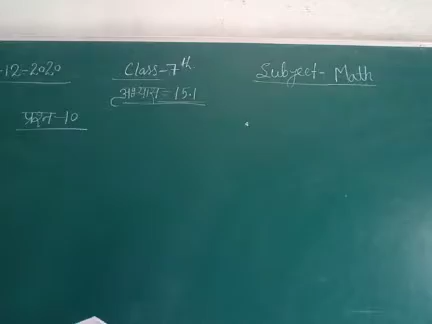 -12-2020 Class-7th Subject- Math
अभ्यास = 15.1
प्रश्न-10